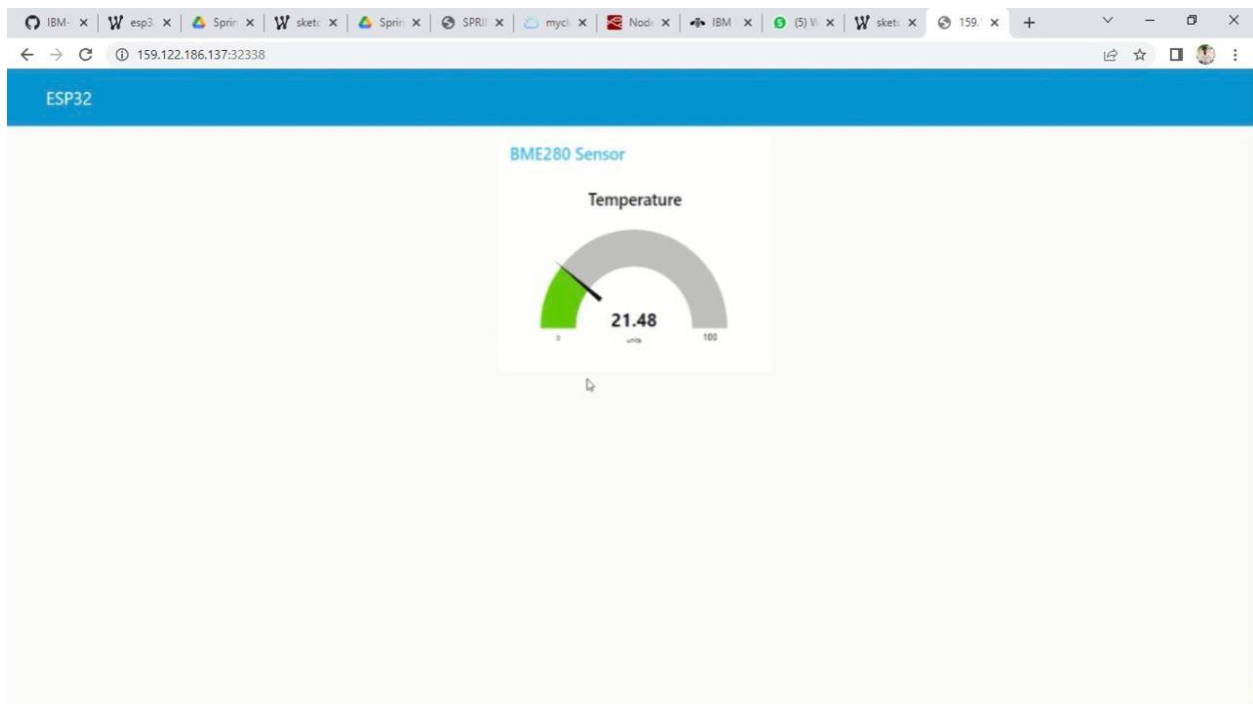 IBM- esp3 Sprin sketc Sprin SPRI mycl Node IBM (5) W sketc 159.
159.122.186.137:32338
ESP32
BME280 Sensor
Temperature
21.48
0 units 100